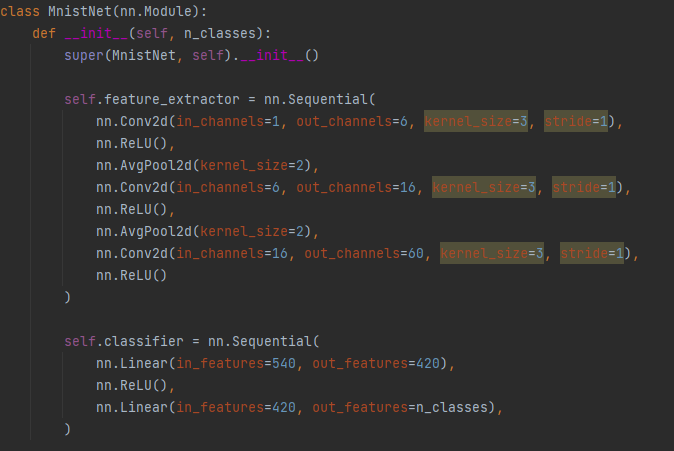 class MnistNet(nn.Module):
    def __init__(self, n_classes):
        super(MnistNet, self).__init__()
        self.feature_extractor = nn.Sequential(
            nn.Conv2d(in_channels=1, out_channels=6, kernel_size=3, stride=1),
            nn.ReLU(),
            nn.AvgPool2d(kernel_size=2),
            nn.Conv2d(in_channels=6, out_channels=16, kernel_size=3, stride=1),
            nn.ReLU(),
            nn.AvgPool2d(kernel_size=2),
            nn.Conv2d(in_channels=16, out_channels=60, kernel_size=3, stride=1),
            nn.ReLU()
        )
        self.classifier = nn.Sequential(
            nn.Linear(in_features=540, out_features=420),
            nn.ReLU(),
            nn.Linear(in_features=420, out_features=n_classes),
        )